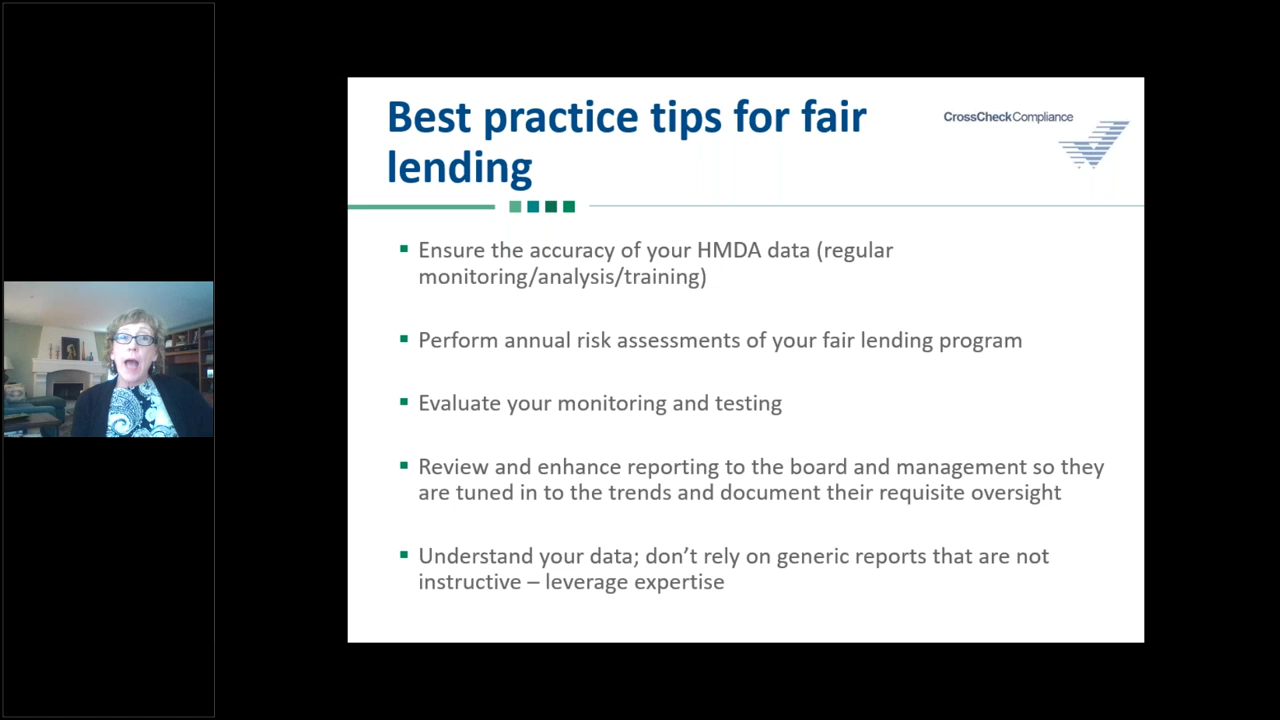 Best practice tips for fair
lending
CrossCheckCompliance
Ensure the accuracy of your HMDA data (regular
monitoring/analysis/training)
Perform annual risk assessments of your fair lending program
Evaluate your monitoring and testing
Review and enhance reporting to the board and management so they
are tuned in to the trends and document their requisite oversight
Understand your data; don’t rely on generic reports that are not
instructive – leverage expertise